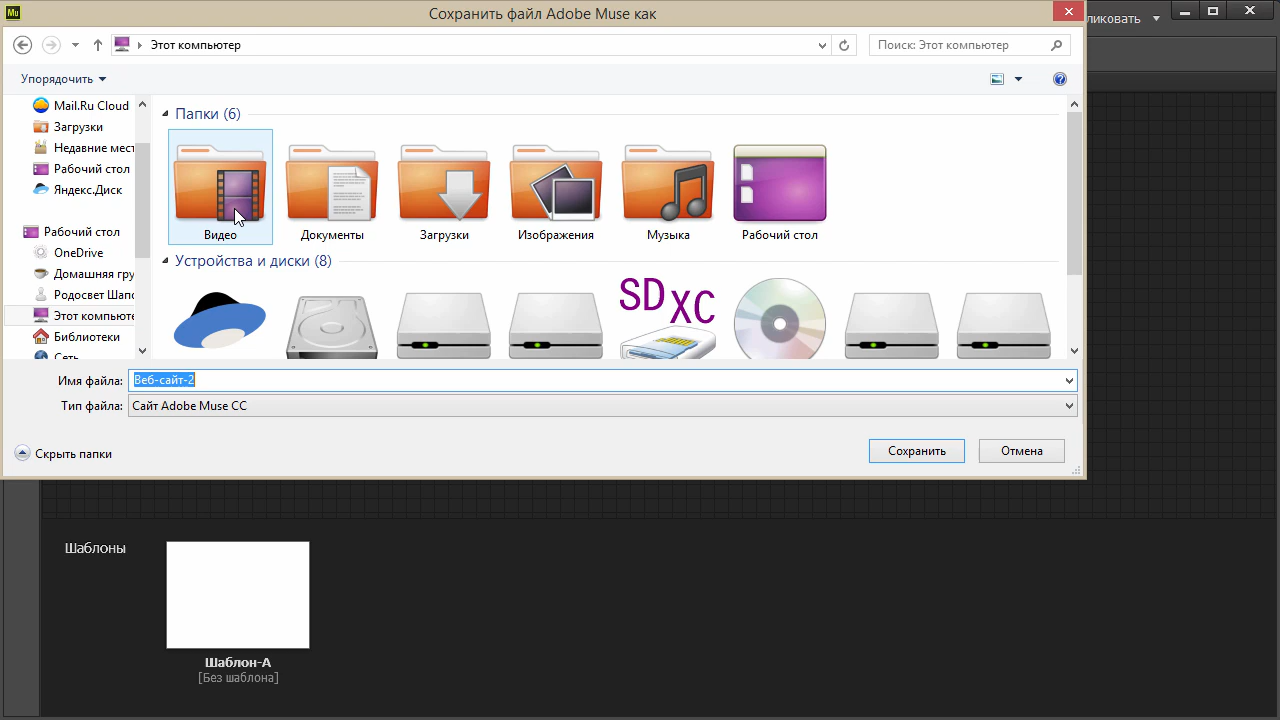 Mu
Сохранить файл Adobe Muse как
ликовать
Этот компьютер
Поиск: Этот компьютер
Упорядочить
Mail.Ru Cloud
Загрузки
Недавние мест
Рабочий стол
Яндекс.Диск
Рабочий стол
OneDrive
Домашняя гру
Родосвет Шапо
Этот компьюте
Библиотеки
Сеть
Папки (6)
Видео
Документы
Загрузки
Изображения
Музыка
Рабочий стол
Устройства и диски (8)
SD XC
Имя файла:
Веб-сайт-2
Тип файла:
Сайт Adobe Muse CC
Скрыть папки
Сохранить
Отмена
Шаблоны
Шаблон-A
[Без шаблона]